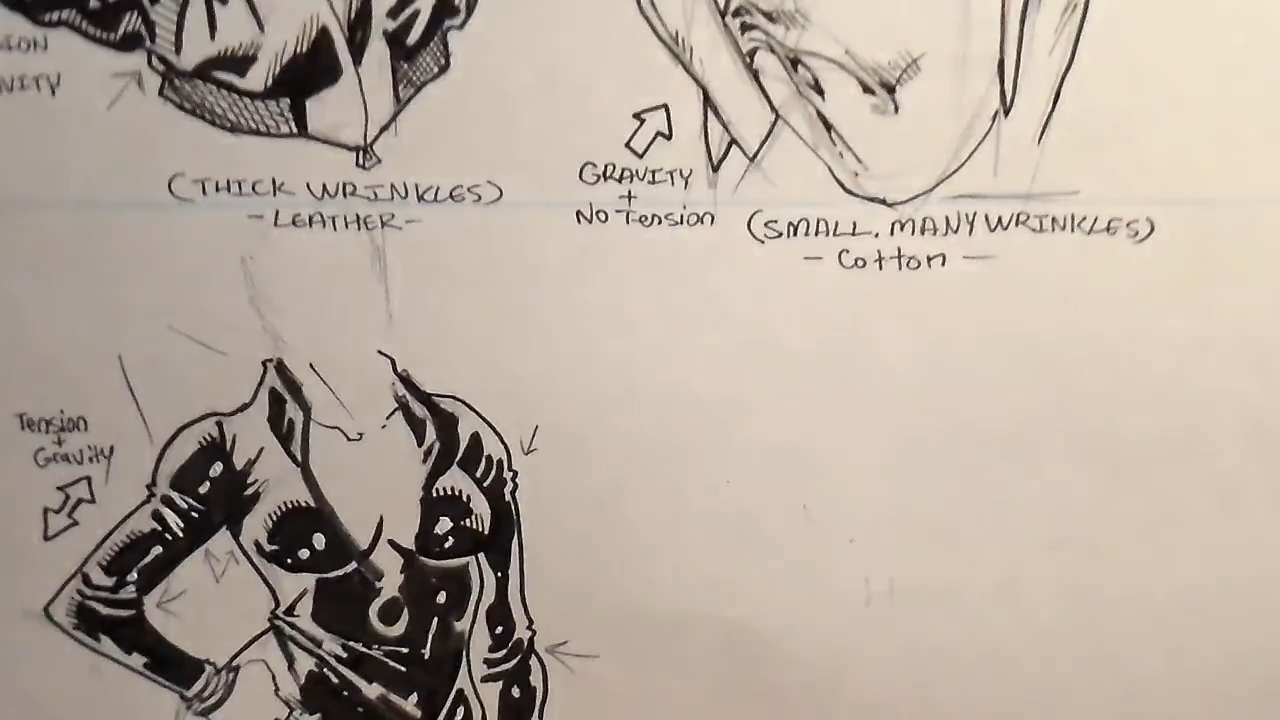 (THICK WRINKLES)
- LEATHER -
GRAVITY
+
No Tension
(SMALL, MANY WRINKLES)
- Cotton -
Tension
+
Gravity